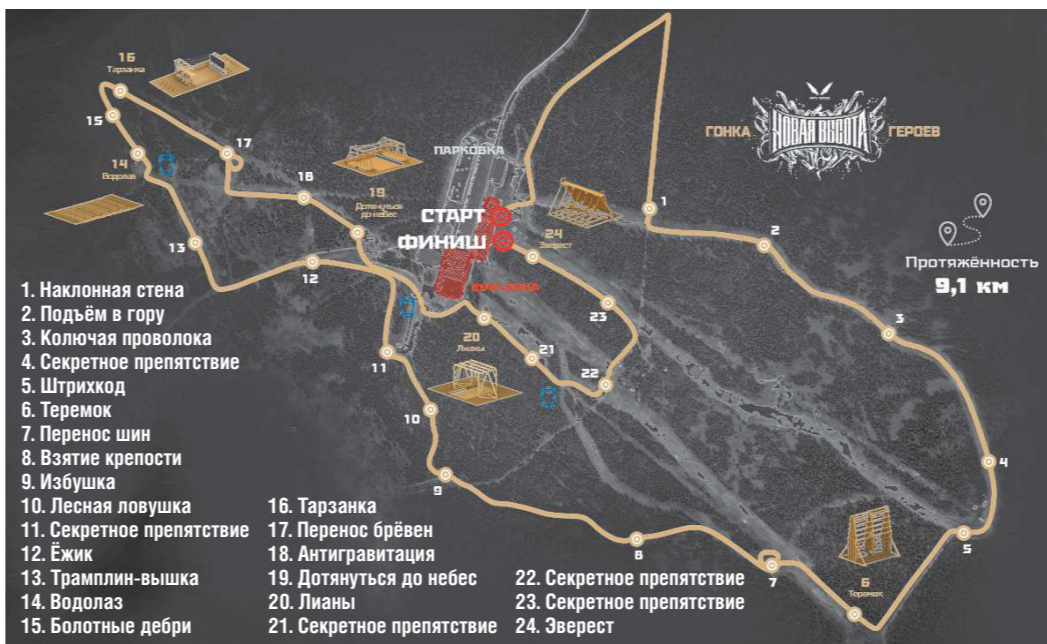 16
Тарзанка
15
14
Водолаз
17
18
19
Дотянуться
до небес
13
12
ПАРКОВКА
СТАРТ
ФИНИШ
24
Эверест
ГОНКА
НОВАЯ ВЫСОТА
ГЕРОЕВ
1
2
3
4
5
Протяжённость
9,1 км
23
22
21
20
Лианы
11
10
9
8
7
6
Теремок
1. Наклонная стена
2. Подъём в гору
3. Колючая проволока
4. Секретное препятствие
5. Штрихкод
6. Теремок
7. Перенос шин
8. Взятие крепости
9. Избушка
10. Лесная ловушка
11. Секретное препятствие
12. Ёжик
13. Трамплин-вышка
14. Водолаз
15. Болотные дебри
16. Тарзанка
17. Перенос брёвен
18. Антигравитация
19. Дотянуться до небес
20. Лианы
21. Секретное препятствие
22. Секретное препятствие
23. Секретное препятствие
24. Эверест